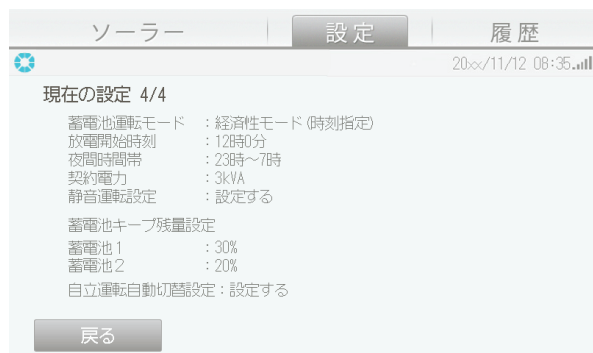 ソーラー 設定 履歴
20xx/11/12 08:35
現在の設定 4/4
蓄電池運転モード :経済性モード(時刻指定)
放電開始時刻 :12時0分
夜間時間帯 :23時～7時
契約電力 :3kVA
静音運転設定 :設定する
蓄電池キープ残量設定
蓄電池1 :30%
蓄電池2 :20%
自立運転自動切替設定:設定する
戻る